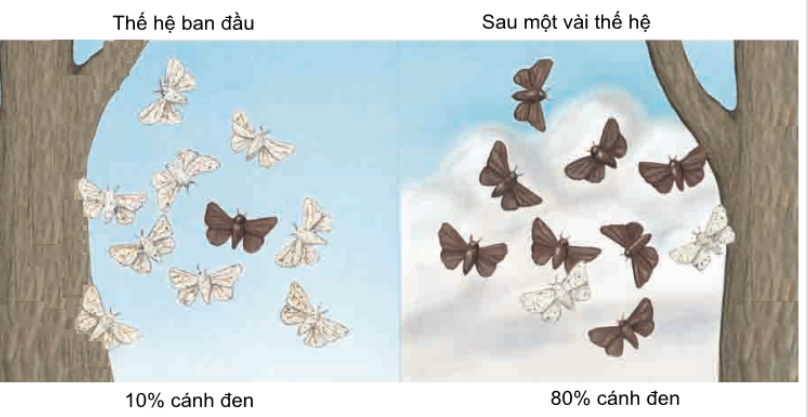 Thế hệ ban đầu
Sau một vài thế hệ
10% cánh đen
80% cánh đen